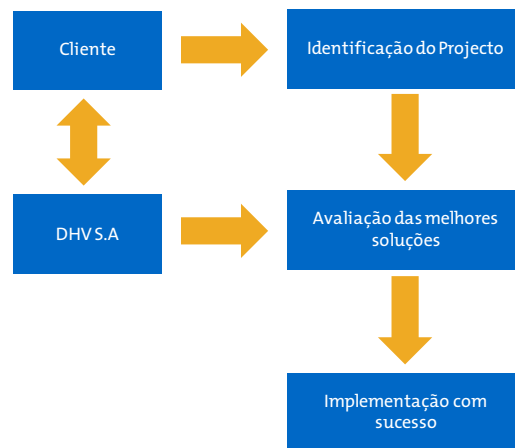 Cliente
Identificação do Projecto
DHV S.A
Avaliação das melhores
soluções
Implementação com
sucesso